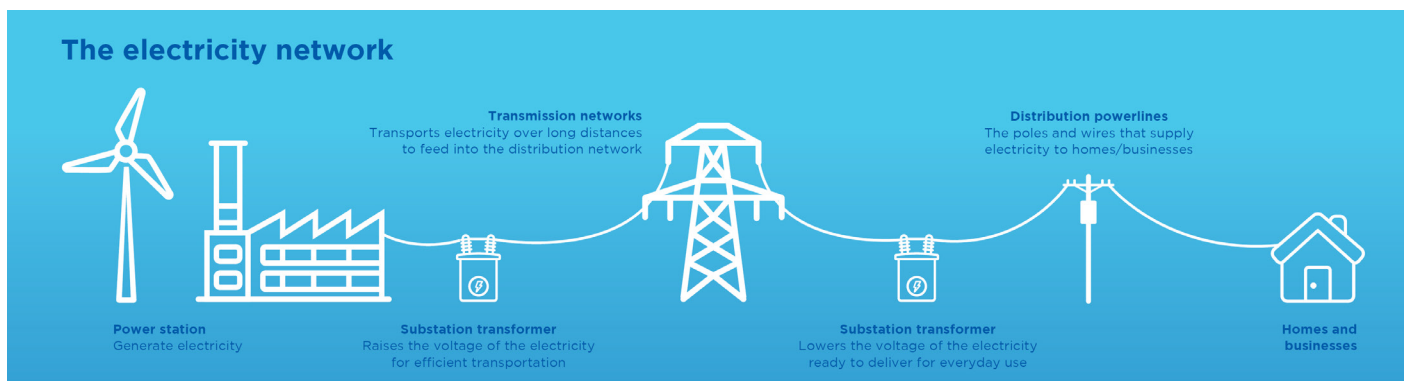 The electricity network
Transmission networks
Transports electricity over long distances
to feed into the distribution network
Distribution powerlines
The poles and wires that supply
electricity to homes/businesses
Power station
Generate electricity
Substation transformer
Raises the voltage of the electricity
for efficient transportation
Substation transformer
Lowers the voltage of the electricity
ready to deliver for everyday use
Homes and
businesses